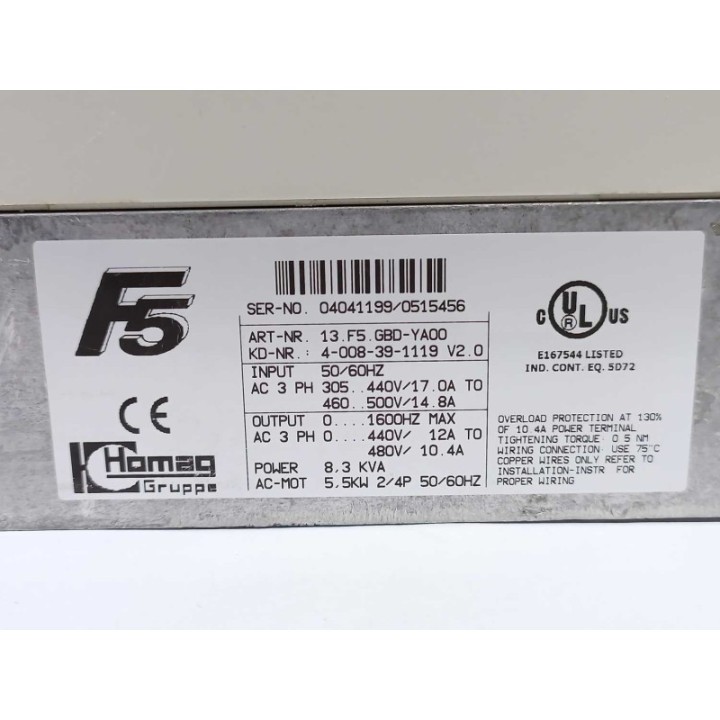 F5
SER-NO. 04041199/0515456
ART-NR. 13.F5.GBD-YA00
KD-NR.: 4-008-39-1119 V2.0
INPUT 50/60HZ
AC 3 PH 305..440V/17.0A TO
460..500V/14.8A
OUTPUT 0....1600HZ MAX
AC 3 PH 0....440V/ 12A TO
480V/ 10.4A
POWER 8,3 KVA
AC-MOT 5,5KW 2/4P 50/60HZ
CE
Homag
Gruppe
C UL US
R
E167544 LISTED
IND. CONT. EQ. 5D72
OVERLOAD PROTECTION AT 130%
OF 10.4A POWER TERMINAL
TIGHTENING TORQUE: 0 5 NM
WIRING CONNECTION: USE 75°C
COPPER WIRES ONLY REFER TO
INSTALLATION-INSTR FOR
PROPER WIRING